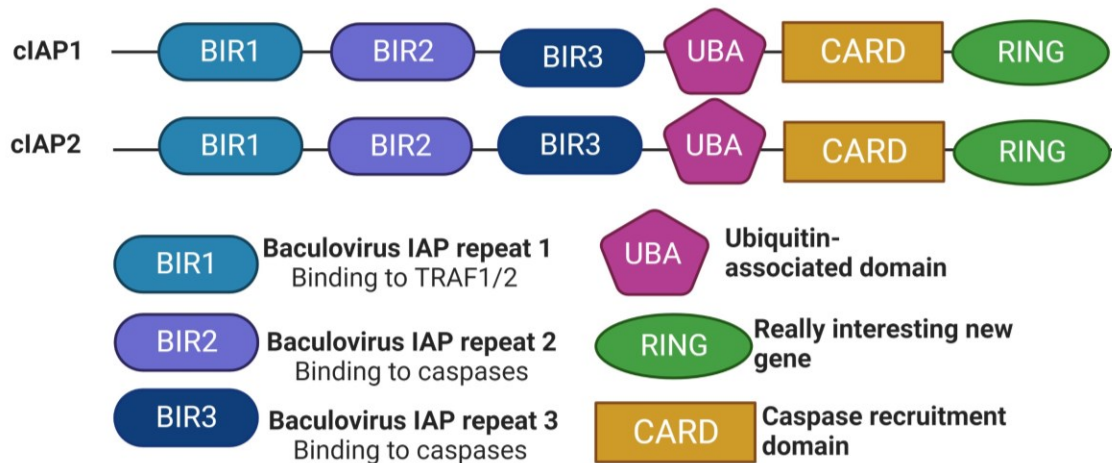 cIAP1 BIR1 BIR2 BIR3 UBA CARD RING
cIAP2 BIR1 BIR2 BIR3 UBA CARD RING
BIR1 Baculovirus IAP repeat 1
Binding to TRAF1/2
BIR2 Baculovirus IAP repeat 2
Binding to caspases
BIR3 Baculovirus IAP repeat 3
Binding to caspases
UBA Ubiquitin-
associated domain
RING Really interesting new
gene
CARD Caspase recruitment
domain